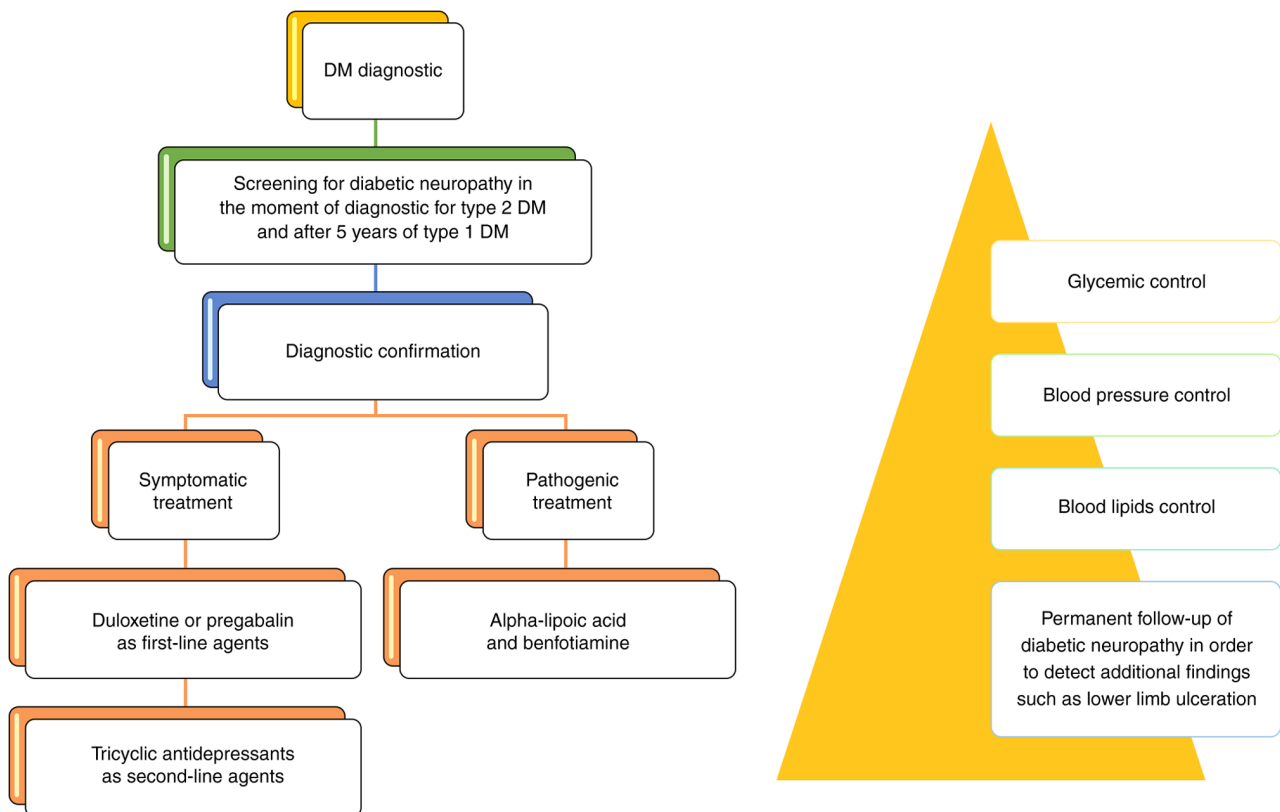 DM diagnostic
Screening for diabetic neuropathy in
the moment of diagnostic for type 2 DM
and after 5 years of type 1 DM
Diagnostic confirmation
Symptomatic
treatment
Pathogenic
treatment
Duloxetine or pregabalin
as first-line agents
Alpha-lipoic acid
and benfotiamine
Tricyclic antidepressants
as second-line agents
Glycemic control
Blood pressure control
Blood lipids control
Permanent follow-up of
diabetic neuropathy in order
to detect additional findings
such as lower limb ulceration